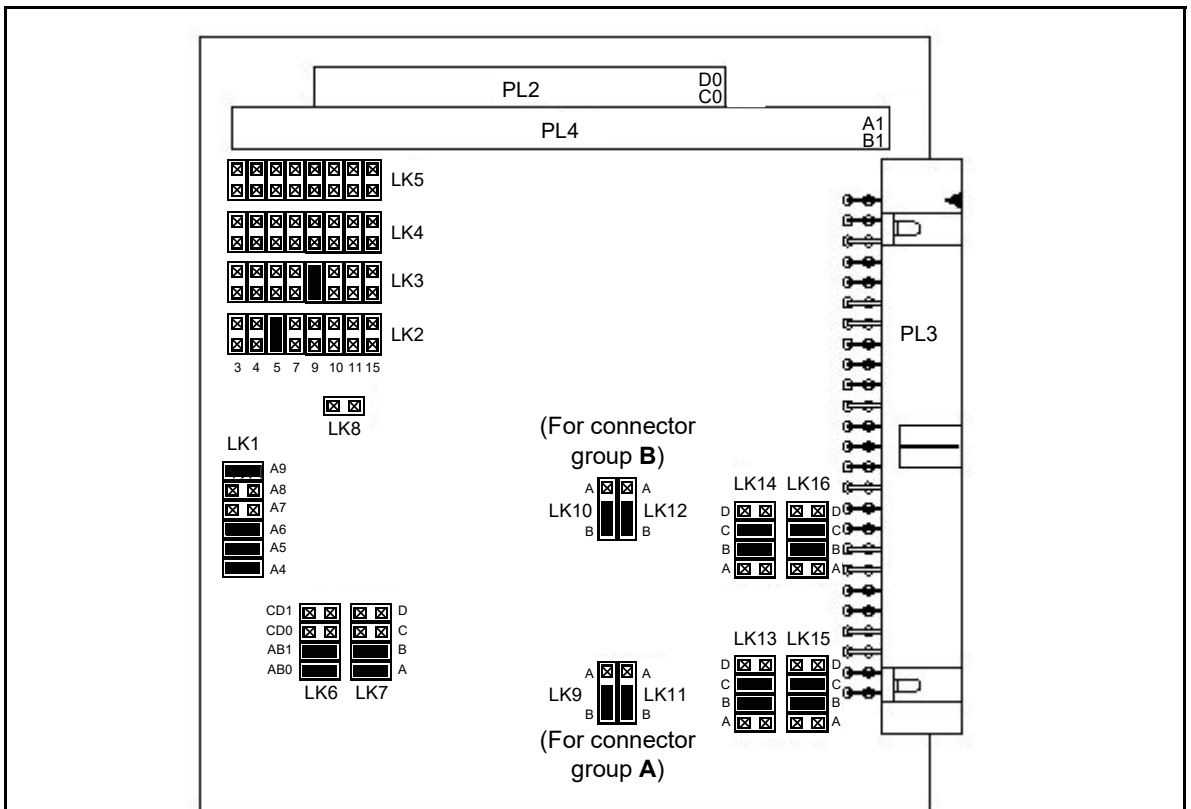 PL2
D0
C0
PL4
A1
B1
LK5
LK4
LK3
LK2
3 4 5 7 9 10 11 15
PL3
LK8
LK1
A9
A8
A7
A6
A5
A4
(For connector
group B)
A A
LK10 LK12
B B
LK14 LK16
D D
C C
B B
A A
CD1 D
CD0 C
AB1 B
AB0 A
LK6 LK7
A A
LK9 LK11
B B
(For connector
group A)
LK13 LK15
D D
C C
B B
A A